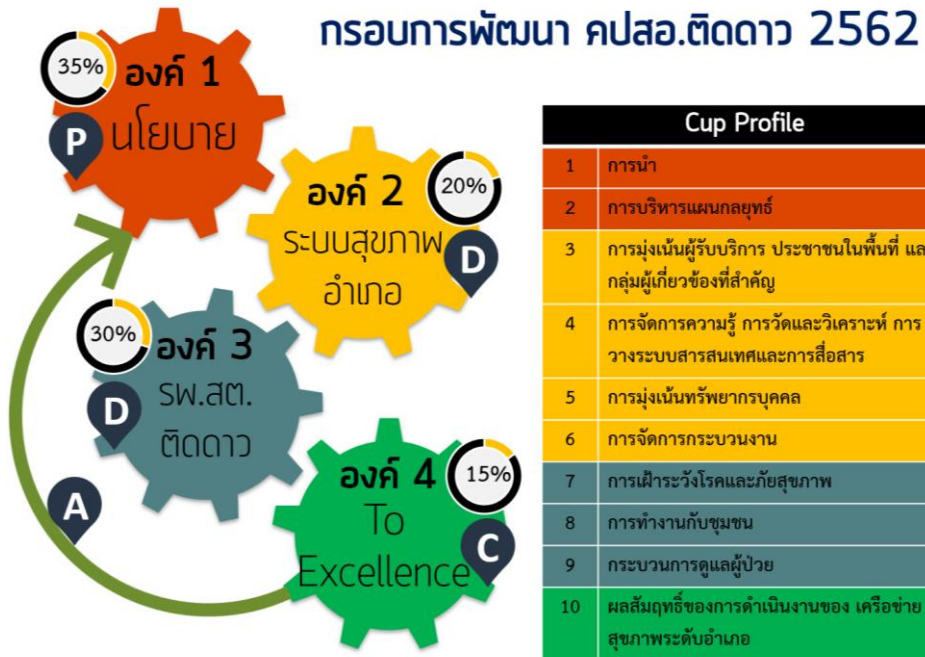 กรอบการพัฒนา คปสอ.ติดดาว 2562
35%
องค์ 1
นโยบาย
P
องค์ 2
20%
ระบบสุขภาพ
อำเภอ
D
30%
องค์ 3
รพ.สต.
ติดดาว
D
A
องค์ 4
15%
To
Excellence
C
Cup Profile
1 การนำ
2 การบริหารแผนกลยุทธ์
3 การมุ่งเน้นผู้รับบริการ ประชาชนในพื้นที่ แล
กลุ่มผู้เกี่ยวข้องที่สำคัญ
4 การจัดการความรู้ การวัดและวิเคราะห์ การ
วางระบบสารสนเทศและการสื่อสาร
5 การมุ่งเน้นทรัพยากรบุคคล
6 การจัดการกระบวนงาน
7 การเฝ้าระวังโรคและภัยสุขภาพ
8 การทำงานกับชุมชน
9 กระบวนการดูแลผู้ป่วย
10 ผลสัมฤทธิ์ของการดำเนินงานของ เครือข่าย
สุขภาพระดับอำเภอ